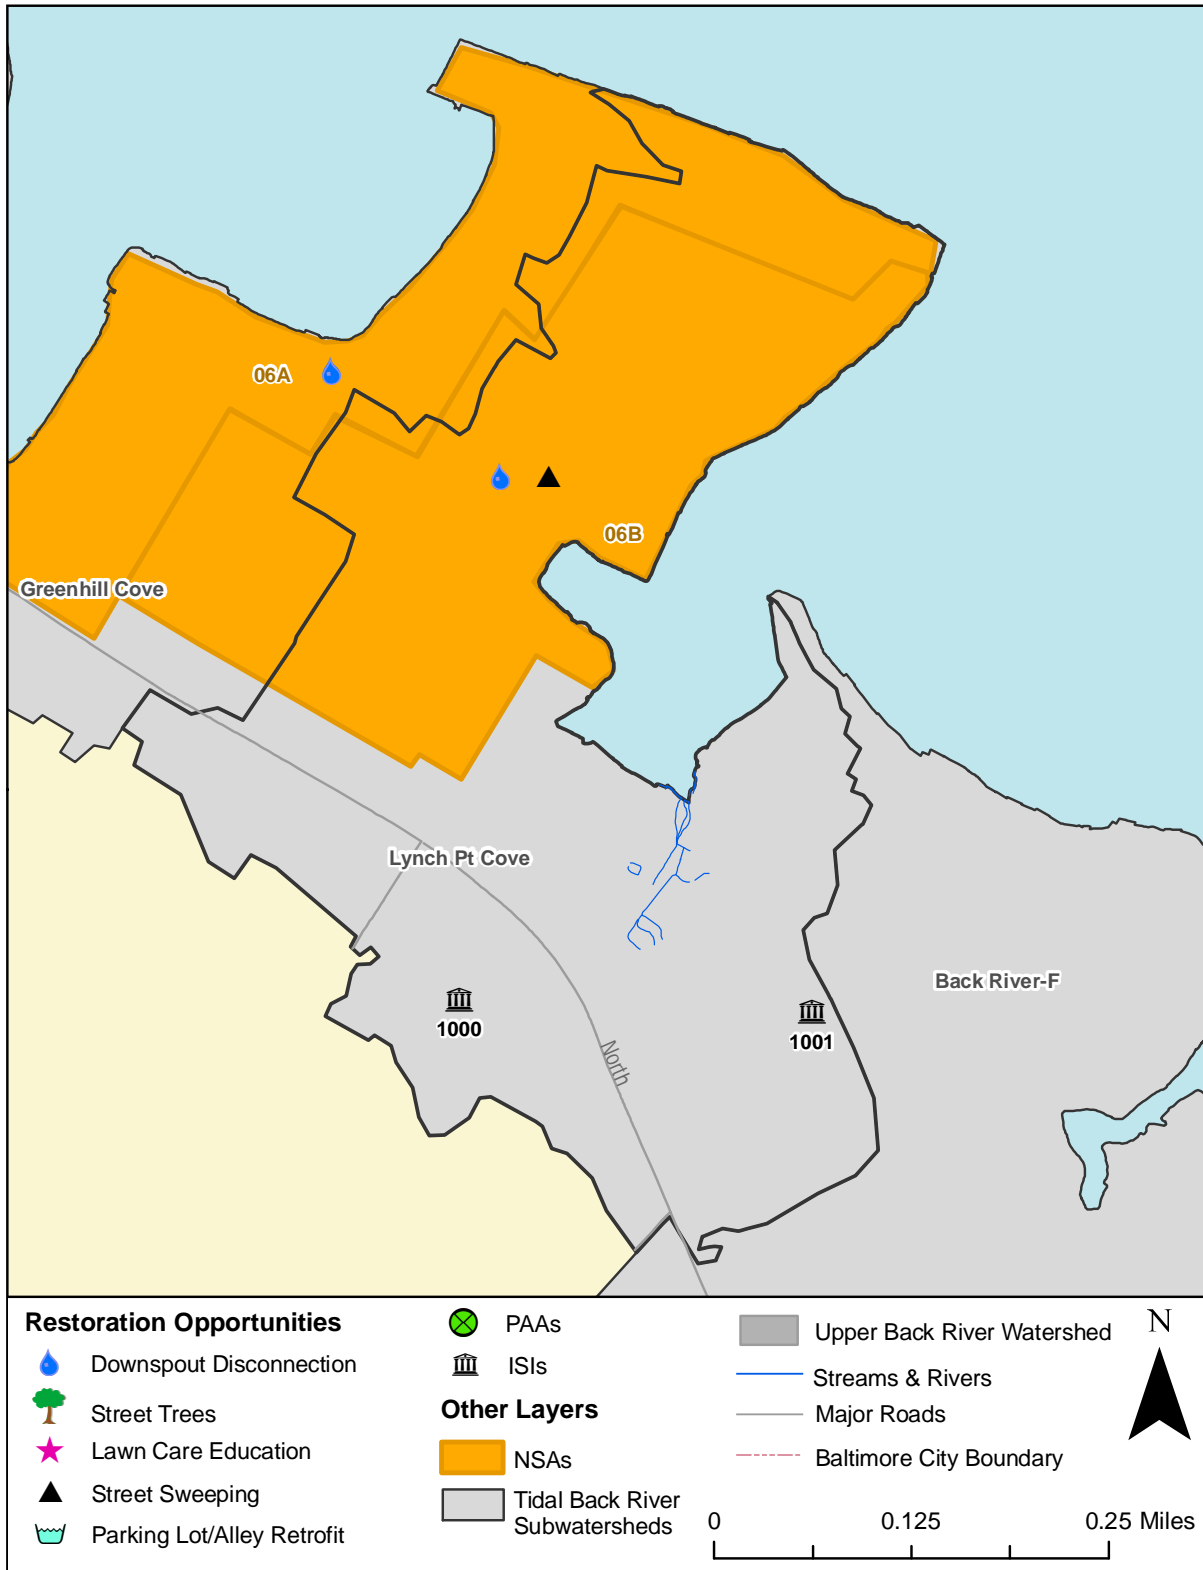 06A
06B
Greenhill Cove
Lynch Pt Cove
Back River-F
1000
1001
North
Restoration Opportunities
Downspout Disconnection
Street Trees
Lawn Care Education
Street Sweeping
Parking Lot/Alley Retrofit
PAAs
ISIs
Other Layers
NSAs
Tidal Back River
Subwatersheds
Upper Back River Watershed
Streams & Rivers
Major Roads
Baltimore City Boundary
N
0 0.125 0.25 Miles